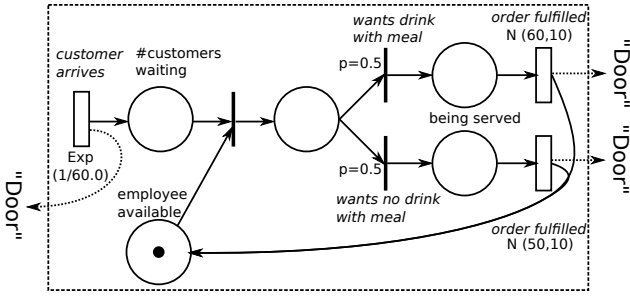 customer
arrives
#customers
waiting
wants drink
with meal
order fulfilled
N (60,10)
p=0.5
"Door"
being served
Exp
(1/60.0)
p=0.5
"Door"
"Door"
employee
available
wants no drink
with meal
order fulfilled
N (50,10)